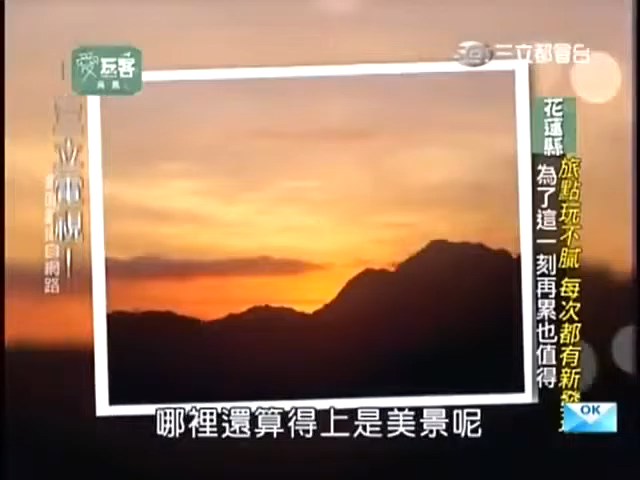 愛玩客
三立都會台
花蓮縣
旅點玩不膩 每次都有新發
為了這一刻再累也值得
哪裡還算得上是美景呢
OK